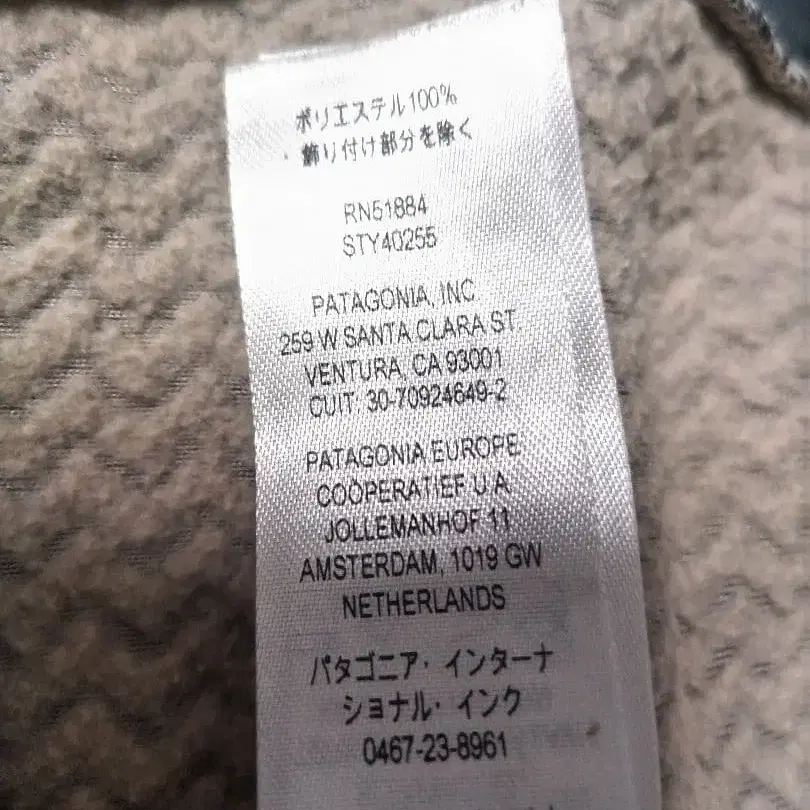 ポリエステル100%
・飾り付け部分を除く
RN51884
STY40255
PATAGONIA, INC.
259 W SANTA CLARA ST.
VENTURA, CA 93001
CUIT: 30-70924649-2
PATAGONIA EUROPE
COÖPERATIEF U.A.
JOLLEMANHOF 11
AMSTERDAM, 1019 GW
NETHERLANDS
パタゴニア・インターナ
ショナル・インク
0467-23-8961